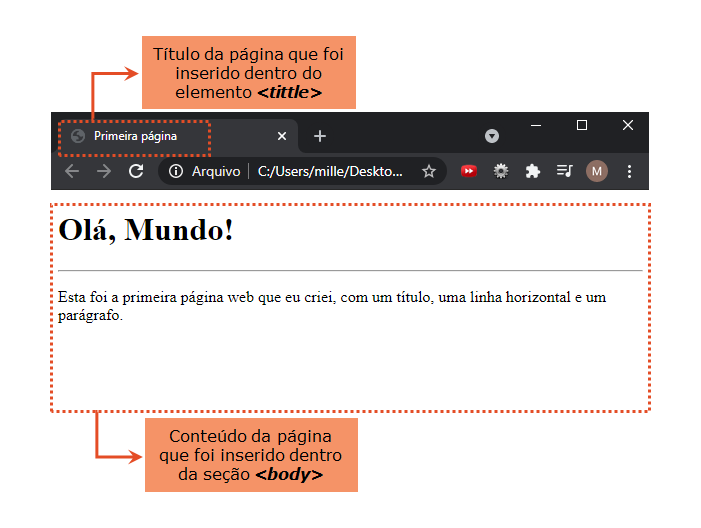 Título da página que foi
inserido dentro do
elemento <tittle>
Primeira página
Arquivo | C:/Users/mille/Deskto...
M
Olá, Mundo!
Esta foi a primeira página web que eu criei, com um título, uma linha horizontal e um
parágrafo.
Conteúdo da página
que foi inserido dentro
da seção <body>